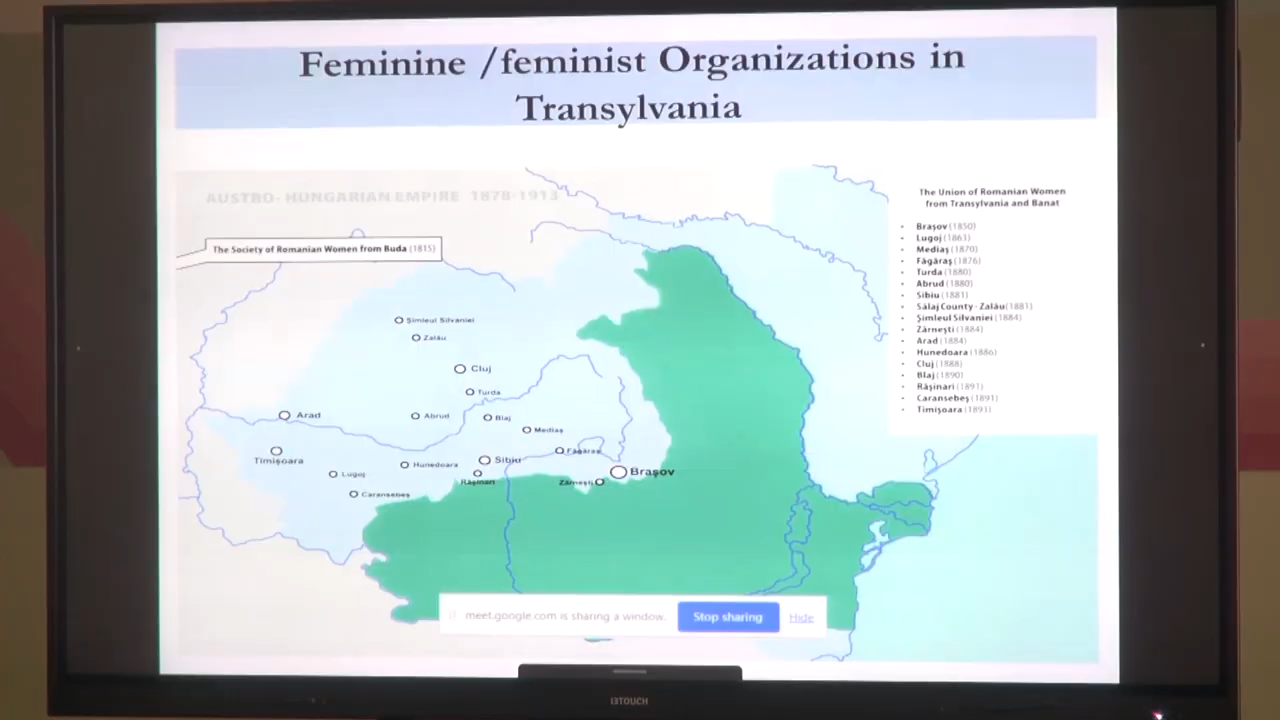 Feminine /feminist Organizations in
Transylvania
AUSTRO- HUNGARIAN EMPIRE 1878-1913
The Society of Romanian Women from Buda (1815)
The Union of Romanian Women
from Transylvania and Banat
• Brașov (1850)
• Lugoj (1863)
• Mediaș (1870)
• Făgăraș (1876)
• Turda (1880)
• Abrud (1880)
• Sibiu (1881)
• Sălaj County - Zalău (1881)
• Șimleul Silvaniei (1884)
• Zărnești (1884)
• Arad (1884)
• Hunedoara (1886)
• Cluj (1888)
• Blaj (1890)
• Rășinari (1891)
• Caransebeș (1891)
• Timișoara (1891)
Șimleul Silvaniei
Zalău
Cluj
Turda
Arad
Abrud
Blaj
Mediaș
Timișoara
Făgăraș
Sibiu
Hunedoara
Lugoj
Brașov
Rășinari
Zărnești
Caransebeș
meet.google.com is sharing a window.
Stop sharing
Hide
i3TOUCH